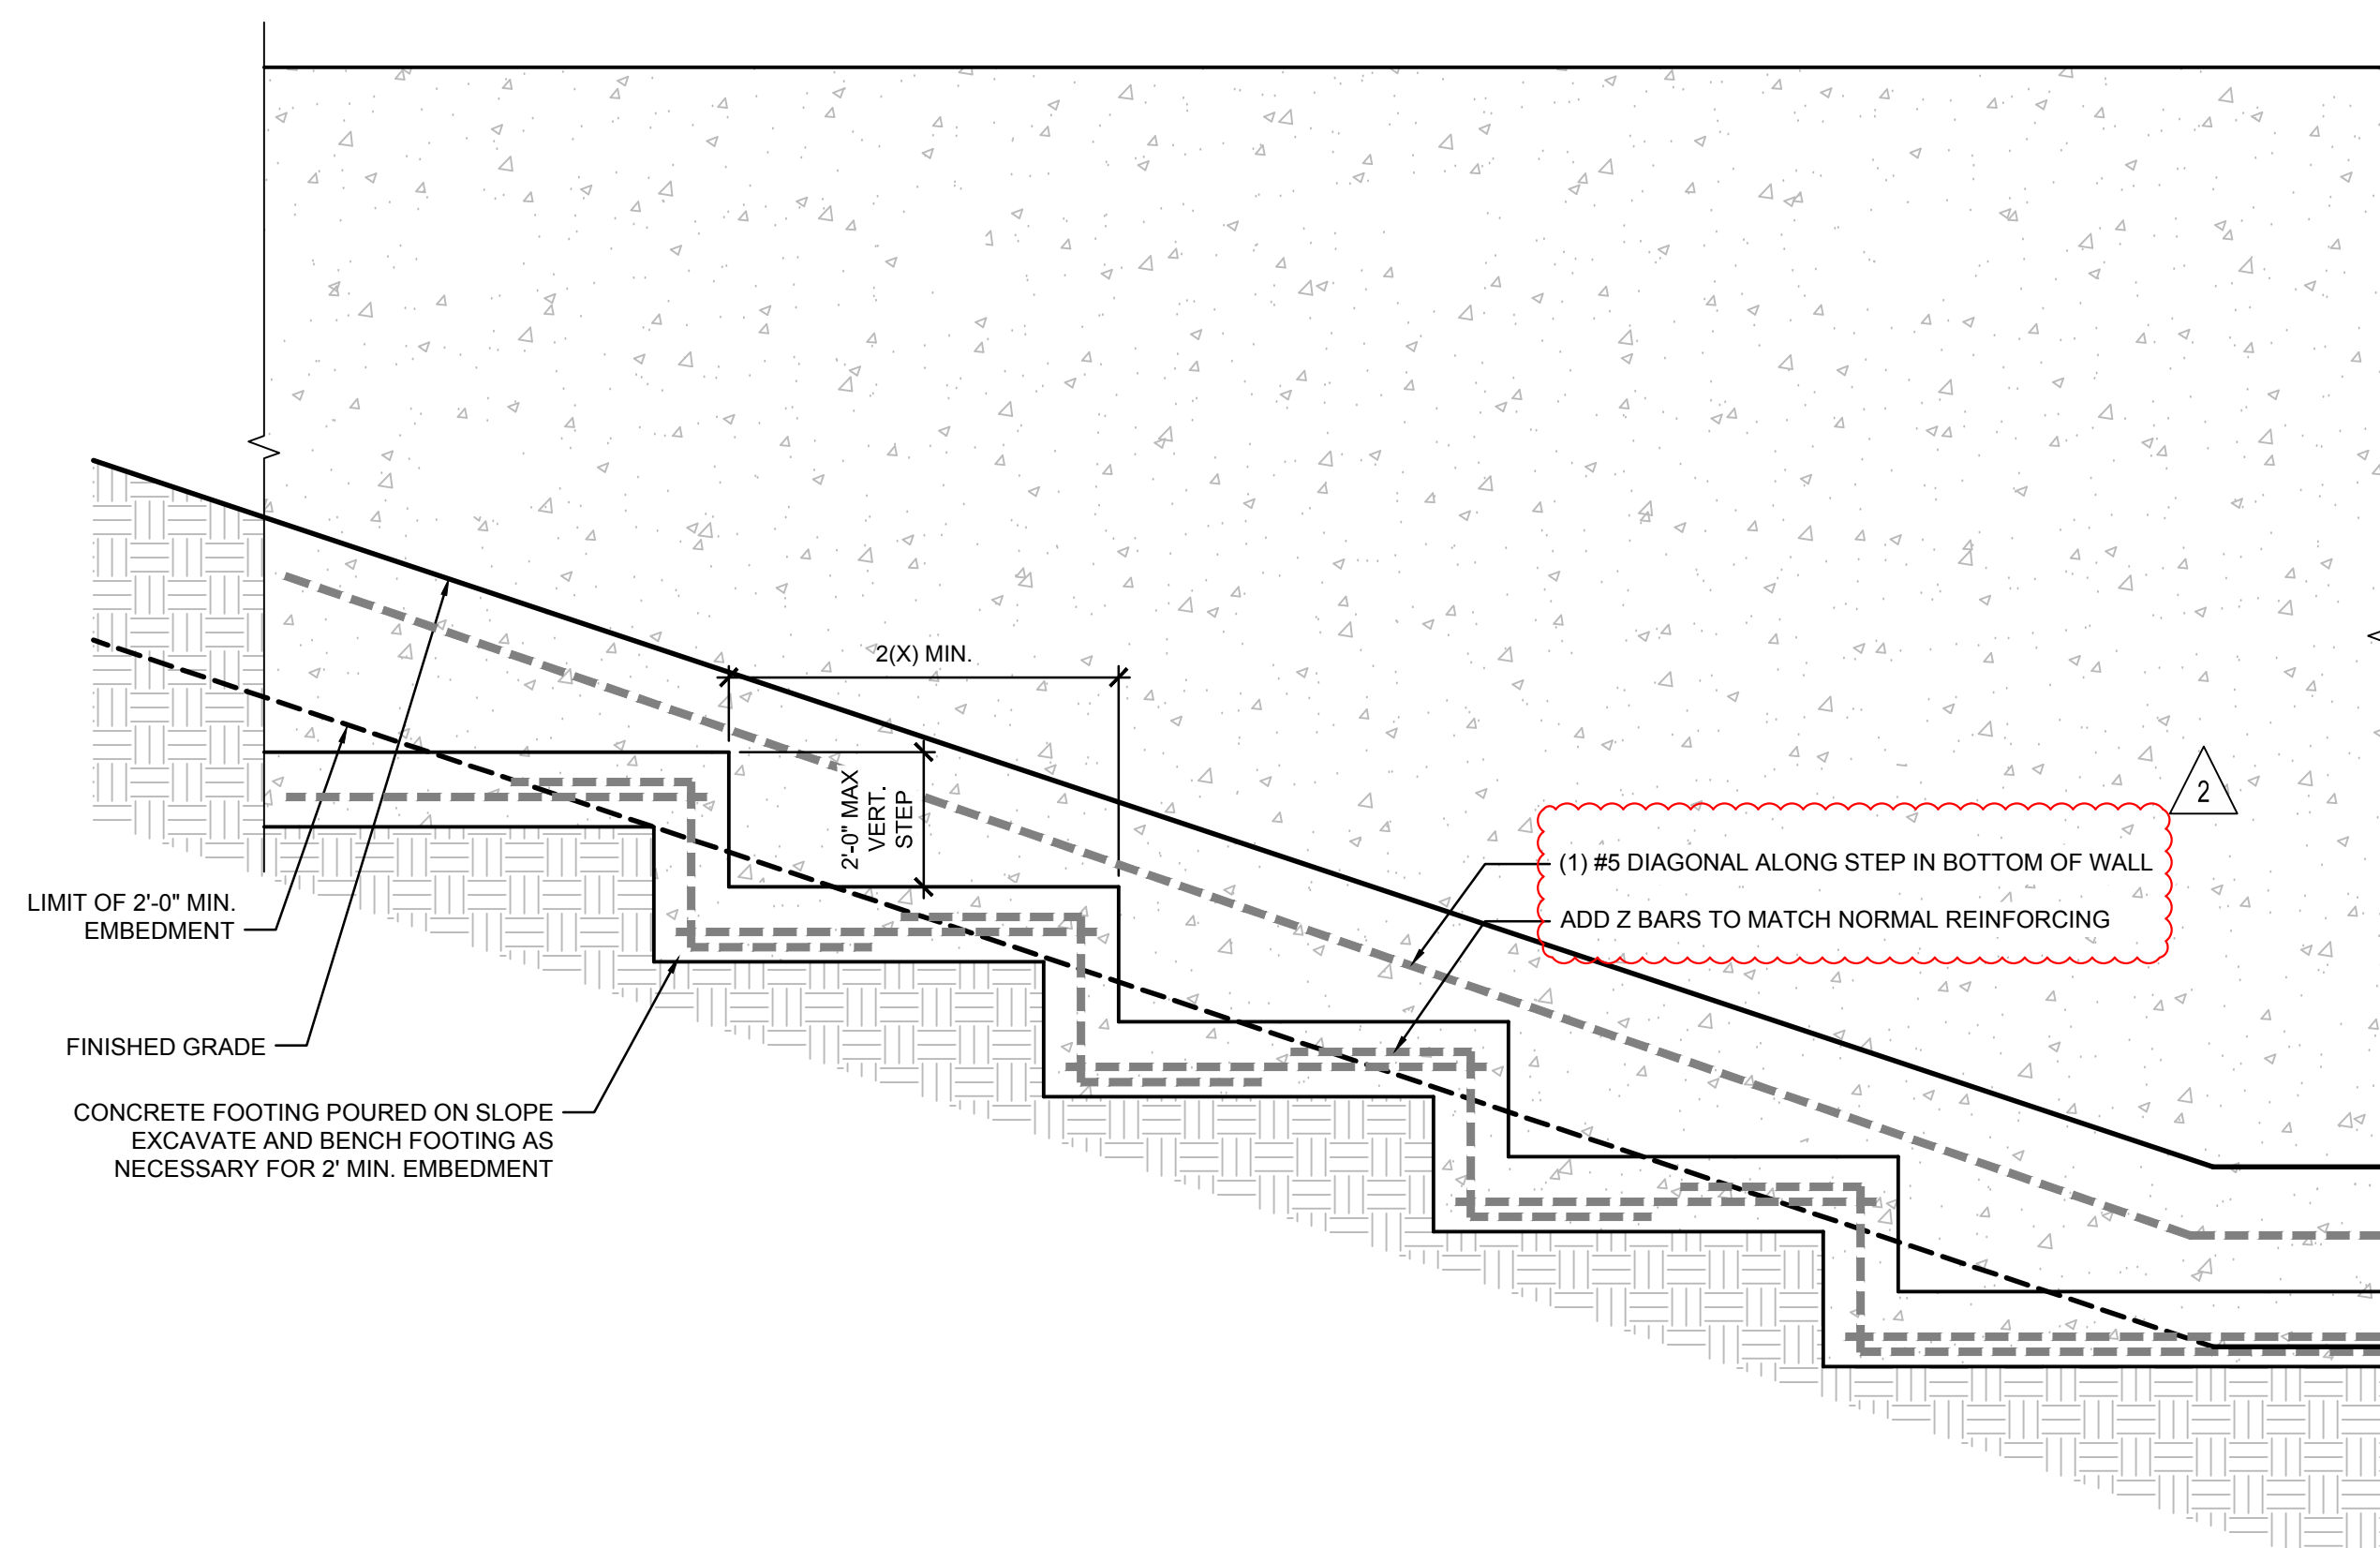 2(X) MIN.
2'-0" MAX
VERT.
STEP
2
(1) #5 DIAGONAL ALONG STEP IN BOTTOM OF WALL
ADD Z BARS TO MATCH NORMAL REINFORCING
LIMIT OF 2'-0" MIN.
EMBEDMENT
FINISHED GRADE
CONCRETE FOOTING POURED ON SLOPE
EXCAVATE AND BENCH FOOTING AS
NECESSARY FOR 2' MIN. EMBEDMENT